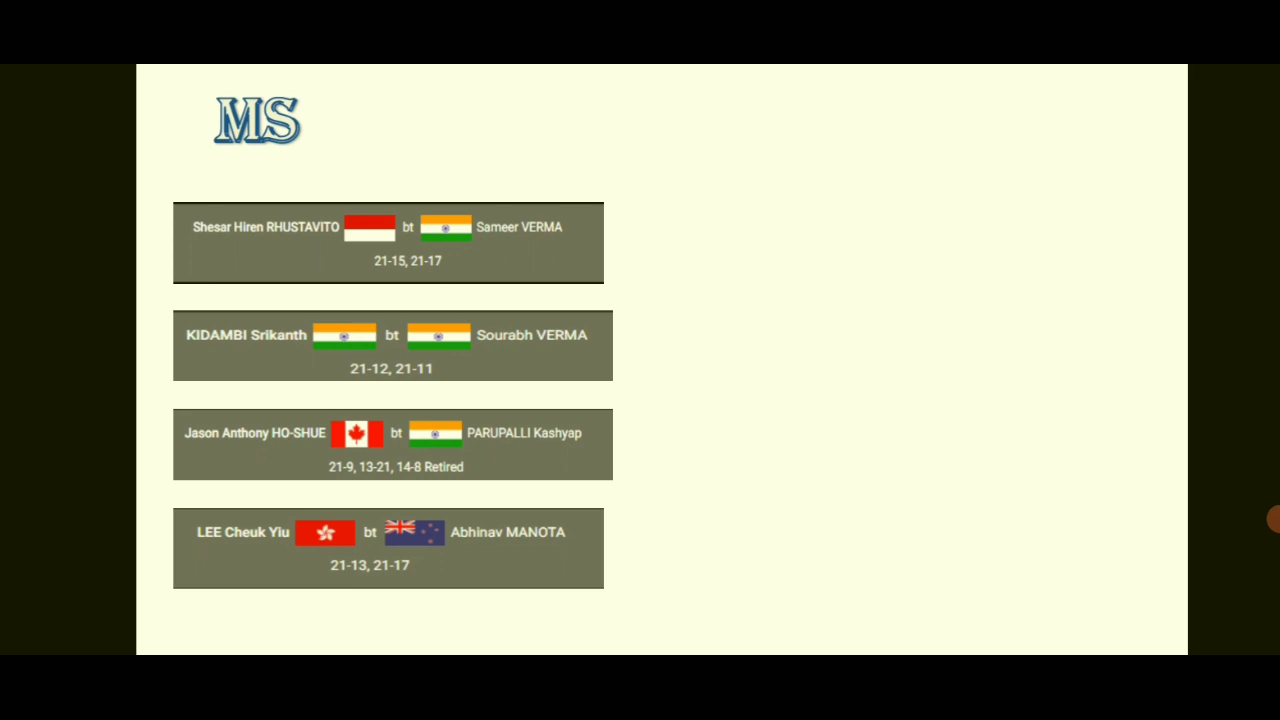 MS
Shesar Hiren RHUSTAVITO bt Sameer VERMA
21-15, 21-17
KIDAMBI Srikanth bt Sourabh VERMA
21-12, 21-11
Jason Anthony HO-SHUE bt PARUPALLI Kashyap
21-9, 13-21, 14-8 Retired
LEE Cheuk Yiu bt Abhinav MANOTA
21-13, 21-17